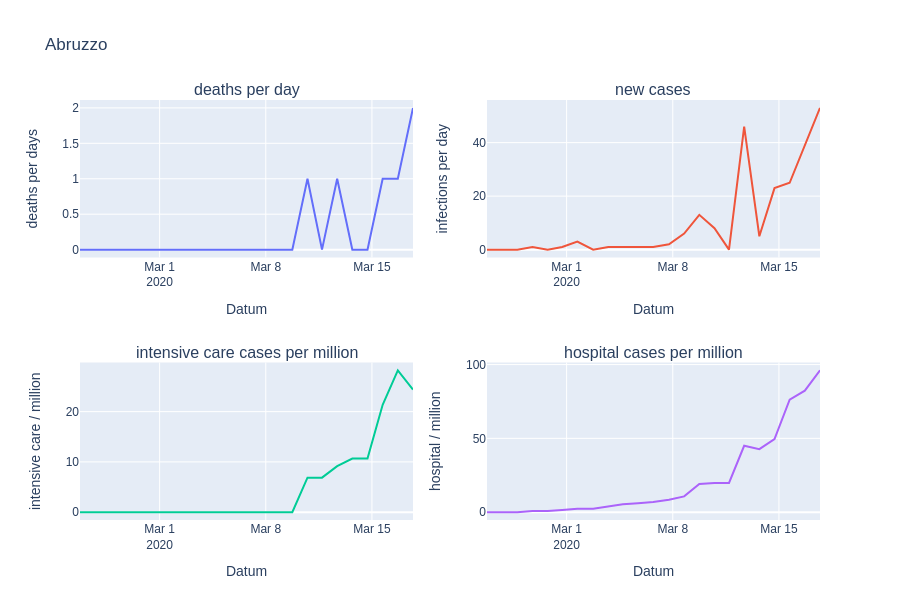 Abruzzo
deaths per day
deaths per days
2
1.5
1
0.5
0
Mar 1
2020
Mar 8
Mar 15
Datum
new cases
infections per day
40
20
0
Mar 1
2020
Mar 8
Mar 15
Datum
intensive care cases per million
intensive care / million
20
10
0
Mar 1
2020
Mar 8
Mar 15
Datum
hospital cases per million
hospital / million
100
50
0
Mar 1
2020
Mar 8
Mar 15
Datum